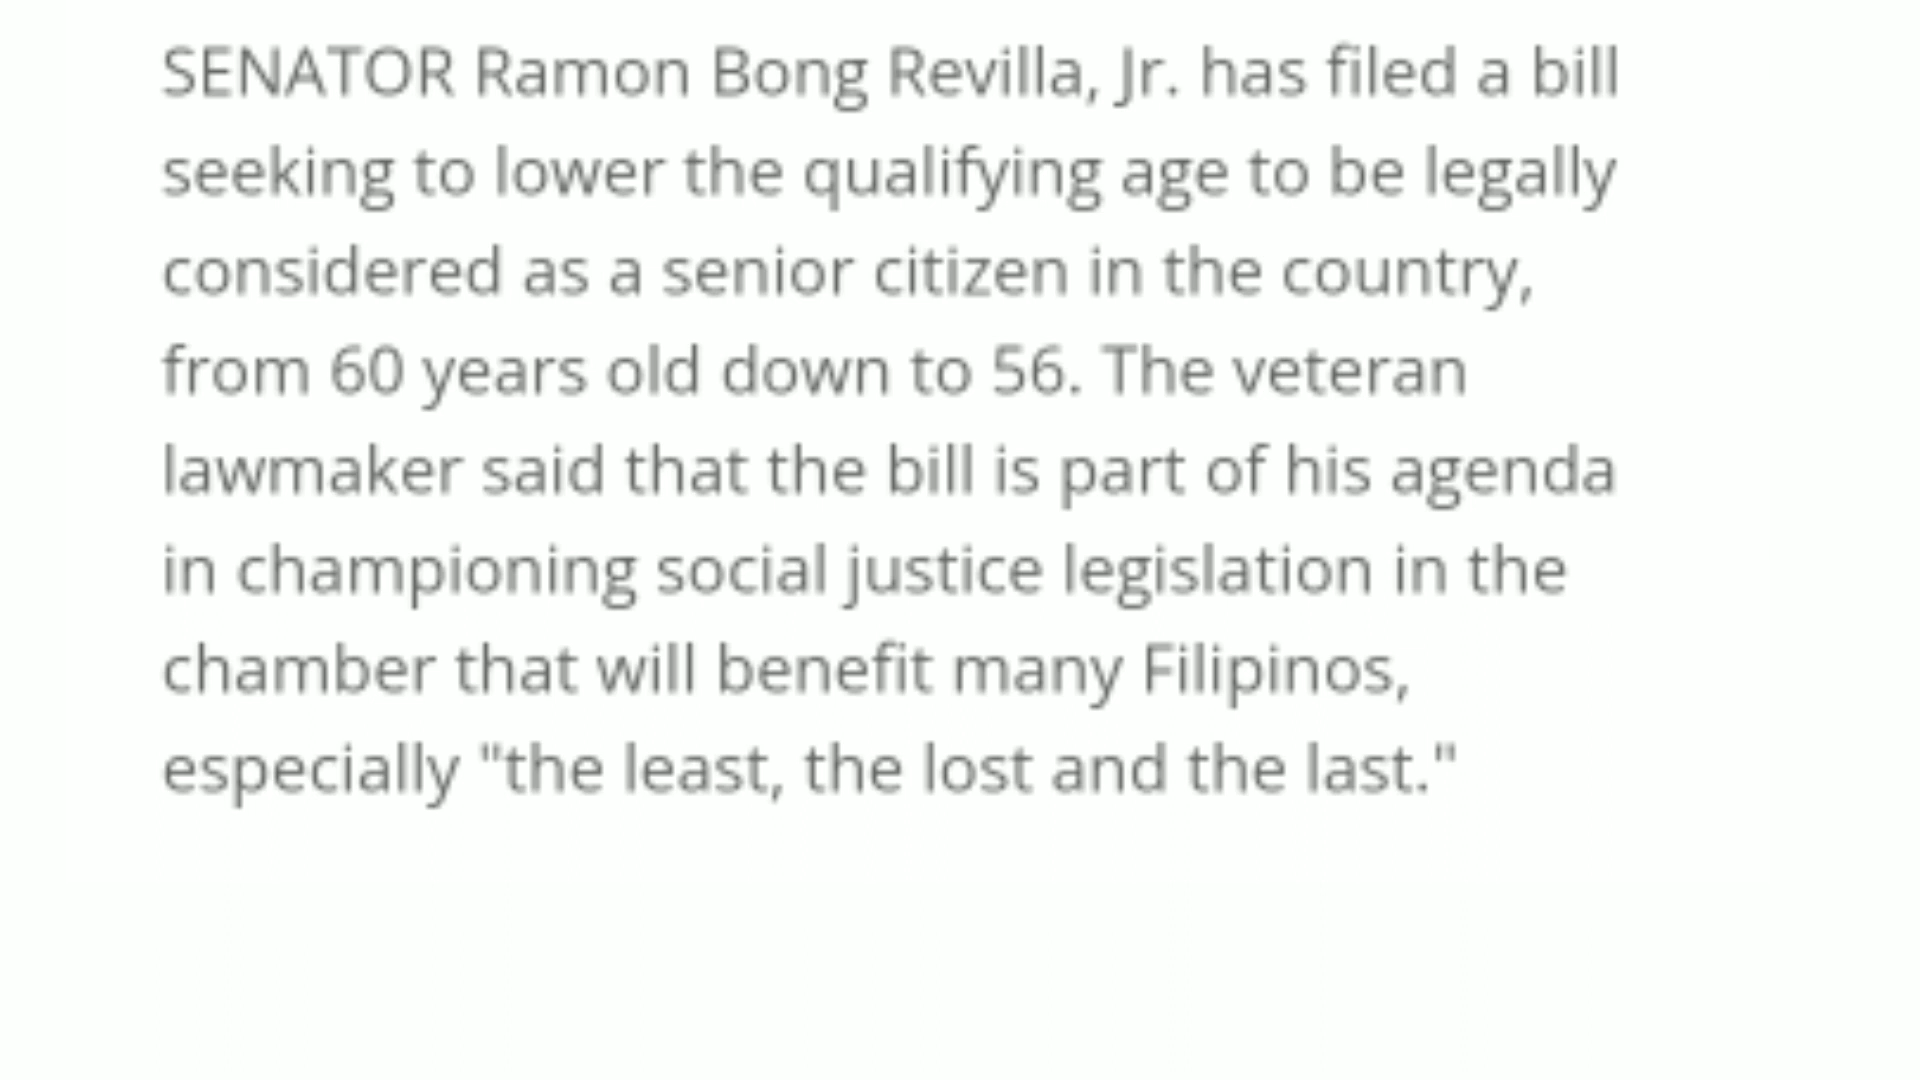 SENATOR Ramon Bong Revilla, Jr. has filed a bill
seeking to lower the qualifying age to be legally
considered as a senior citizen in the country,
from 60 years old down to 56. The veteran
lawmaker said that the bill is part of his agenda
in championing social justice legislation in the
chamber that will benefit many Filipinos,
especially "the least, the lost and the last."